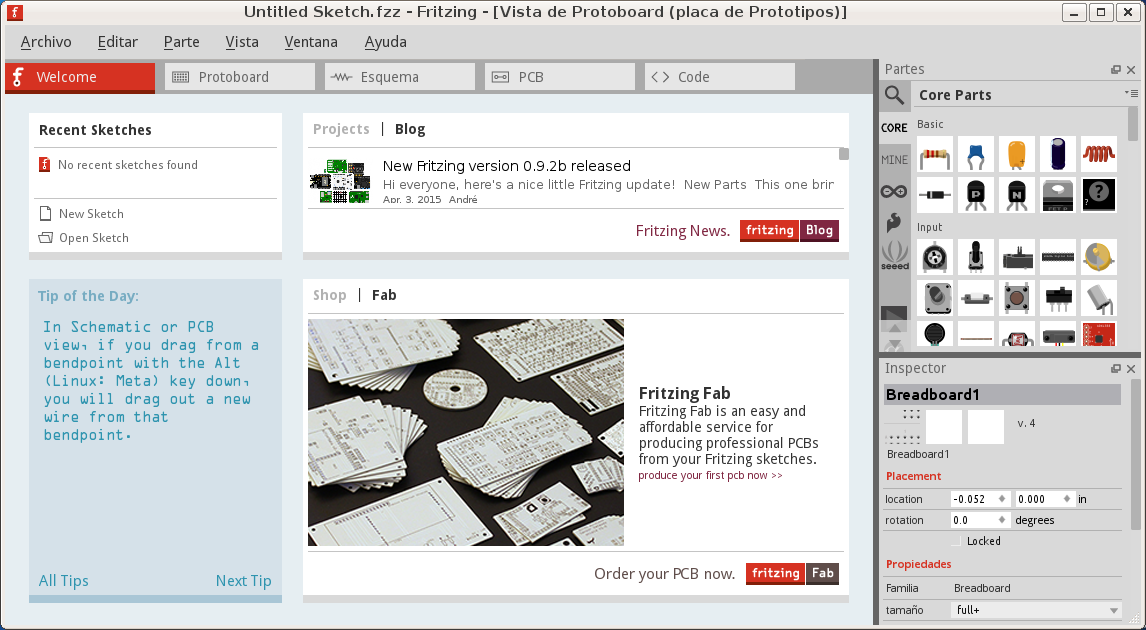 Untitled Sketch.fzz - Fritzing - [Vista de Protoboard (placa de Prototipos)]
Archivo Editar Parte Vista Ventana Ayuda
Welcome Protoboard Esquema PCB Code
Recent Sketches
No recent sketches found
New Sketch
Open Sketch
Projects | Blog
New Fritzing version 0.9.2b released
Hi everyone, here's a nice little Fritzing update! New Parts This one brin
Apr. 3, 2015 André
Fritzing News. fritzing Blog
Tip of the Day:
In Schematic or PCB
view, if you drag from a
bendpoint with the Alt
(Linux: Meta) key down,
you will drag out a new
wire from that
bendpoint.
All Tips Next Tip
Shop | Fab
Fritzing Fab
Fritzing Fab is an easy and
affordable service for
producing professional PCBs
from your Fritzing sketches.
produce your first pcb now >>
Order your PCB now. fritzing Fab
Partes
Core Parts
CORE
MINE
seeed
Basic
P N ?
Input
Inspector
Breadboard1
v. 4
Breadboard1
Placement
location -0.052 0.000 in
rotation 0.0 degrees
Locked
Propiedades
Familia Breadboard
tamaño full+